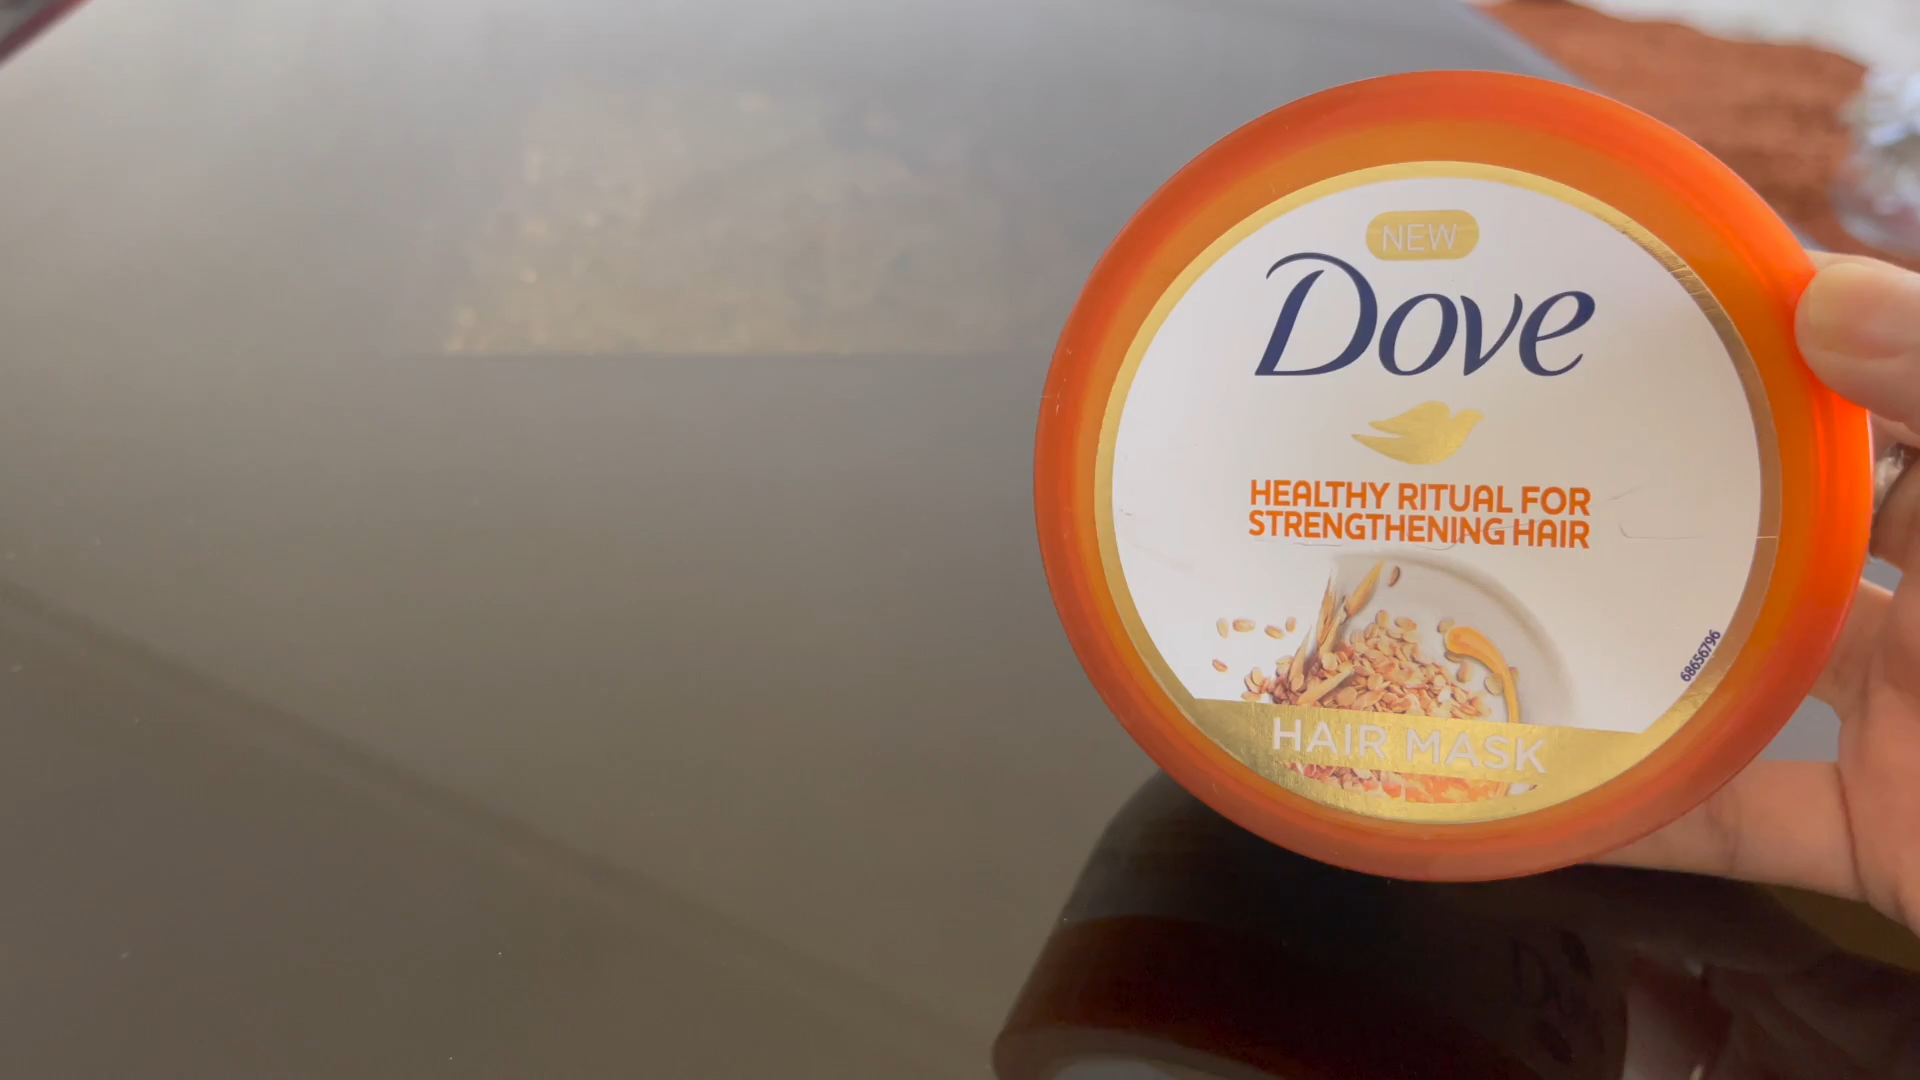 NEW
Dove
HEALTHY RITUAL FOR
STRENGTHENING HAIR
68656796
HAIR MASK